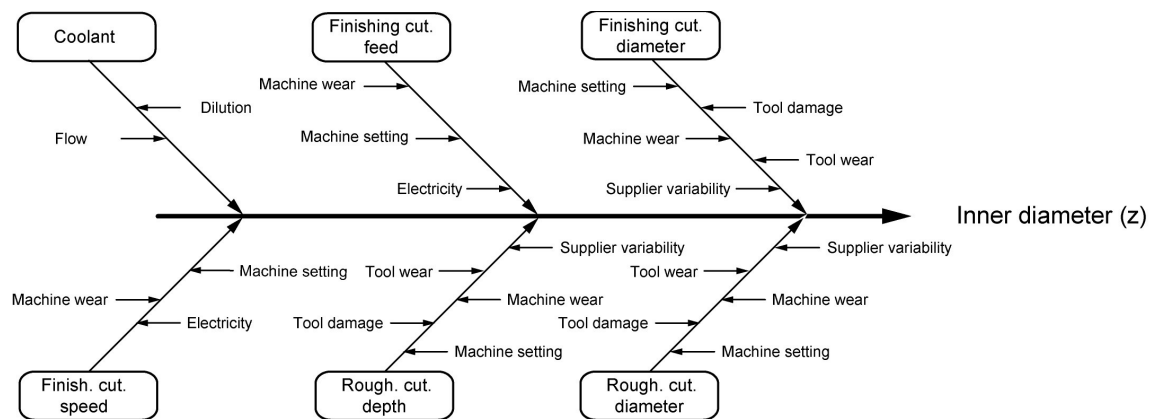 Coolant
Finishing cut.
feed
Finishing cut.
diameter
Machine wear
Machine setting
Dilution
Tool damage
Flow
Machine setting
Machine wear
Tool wear
Electricity
Supplier variability
Inner diameter (z)
Supplier variability
Supplier variability
Machine setting
Tool wear
Tool wear
Machine wear
Machine wear
Machine wear
Electricity
Tool damage
Tool damage
Machine setting
Machine setting
Finish. cut.
speed
Rough. cut.
depth
Rough. cut.
diameter